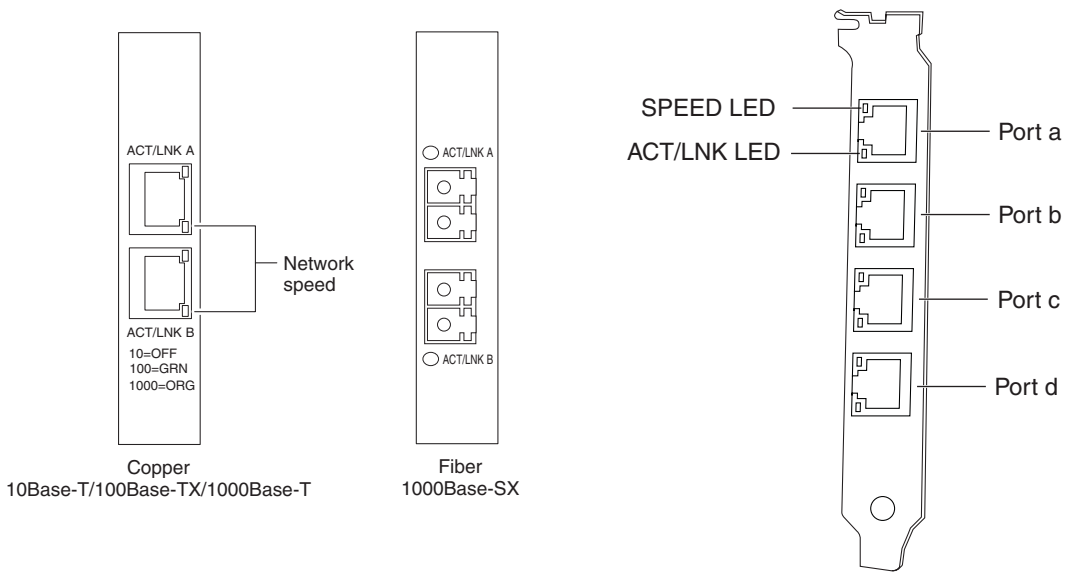 ACT/LNK A
Network
speed
ACT/LNK B
10=OFF
100=GRN
1000=ORG
Copper
10Base-T/100Base-TX/1000Base-T
ACT/LNK A
ACT/LNK B
Fiber
1000Base-SX
SPEED LED
ACT/LNK LED
Port a
Port b
Port c
Port d